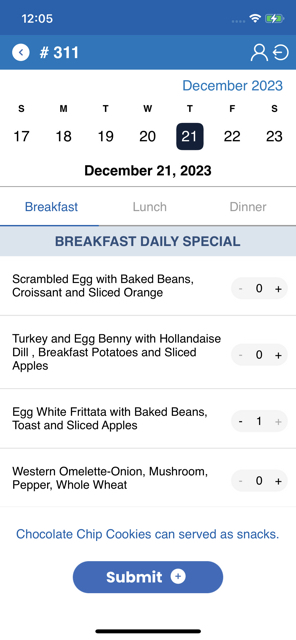 12:05
# 311
December 2023
S M T W T F S
17 18 19 20 21 22 23
December 21, 2023
Breakfast Lunch Dinner
BREAKFAST DAILY SPECIAL
Scrambled Egg with Baked Beans,
Croissant and Sliced Orange
- 0 +
Turkey and Egg Benny with Hollandaise
Dill , Breakfast Potatoes and Sliced
Apples
- 0 +
Egg White Frittata with Baked Beans,
Toast and Sliced Apples
- 1 +
Western Omelette-Onion, Mushroom,
Pepper, Whole Wheat
- 0 +
Chocolate Chip Cookies can served as snacks.
Submit +